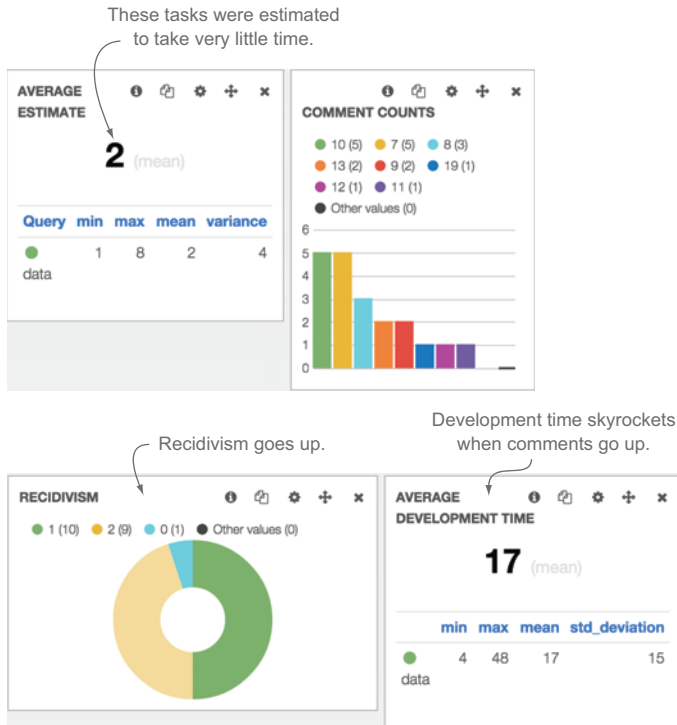 These tasks were estimated
to take very little time.
AVERAGE
ESTIMATE
2 (mean)
Query min max mean variance
1 8 2 4
data
COMMENT COUNTS
10 (5) 7 (5) 8 (3)
13 (2) 9 (2) 19 (1)
12 (1) 11 (1)
Other values (0)
6
5
4
3
2
1
0
Recidivism goes up.
Development time skyrockets
when comments go up.
RECIDIVISM
1 (10) 2 (9) 0 (1) Other values (0)
AVERAGE
DEVELOPMENT TIME
17 (mean)
min max mean std_deviation
4 48 17 15
data